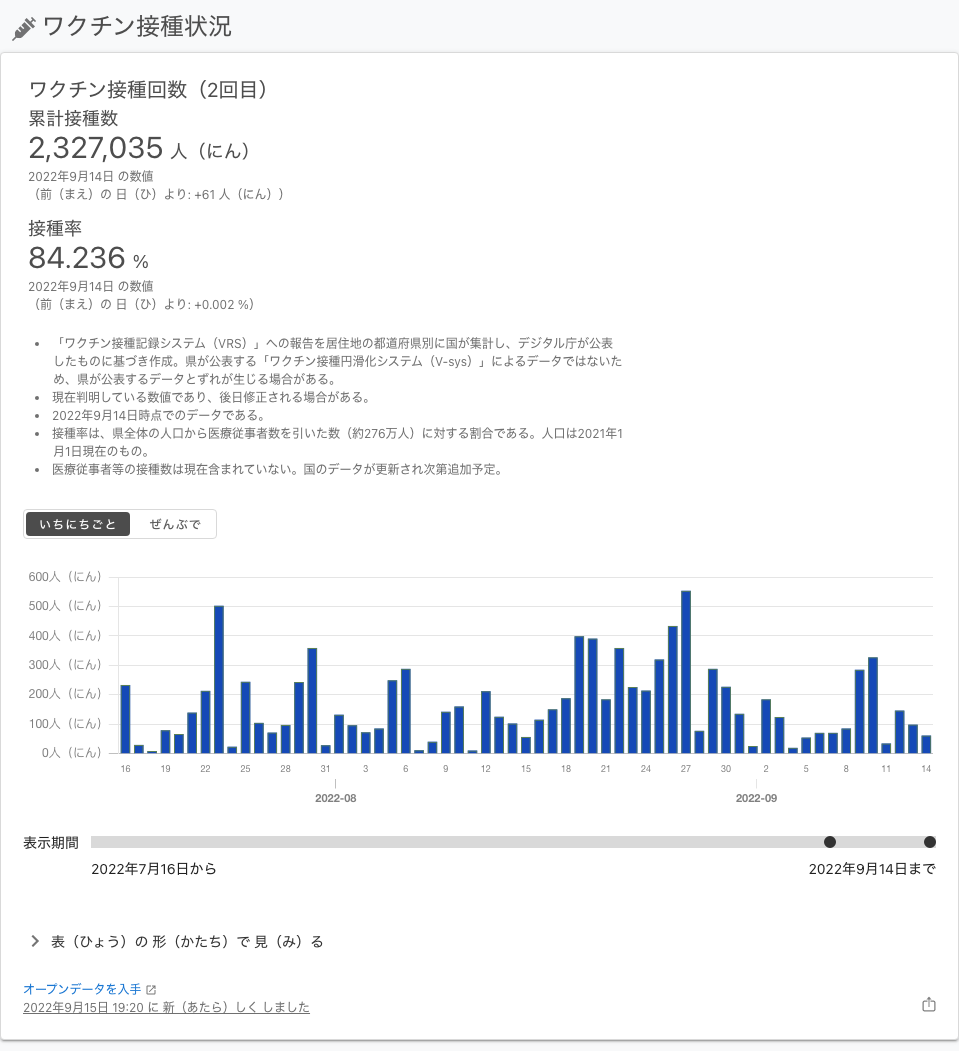 ワクチン接種状況
ワクチン接種回数（2回目）
累計接種数
2,327,035 人（にん）
2022年9月14日 の数値
（前（まえ）の 日（ひ）より: +61 人（にん））
接種率
84.236 %
2022年9月14日 の数値
（前（まえ）の 日（ひ）より: +0.002 %）
• 「ワクチン接種記録システム（VRS）」への報告を居住地の都道府県別に国が集計し、デジタル庁が公表
したものに基づき作成。県が公表する「ワクチン接種円滑化システム（V-sys）」によるデータではないた
め、県が公表するデータとずれが生じる場合がある。
• 現在判明している数値であり、後日修正される場合がある。
• 2022年9月14日時点でのデータである。
• 接種率は、県全体の人口から医療従事者数を引いた数（約276万人）に対する割合である。人口は2021年1
月1日現在のもの。
• 医療従事者等の接種数は現在含まれていない。国のデータが更新され次第追加予定。
いちにちごと ぜんぶで
600人（にん）
500人（にん）
400人（にん）
300人（にん）
200人（にん）
100人（にん）
0人（にん）
16 19 22 25 28 31 3 6 9 12 15 18 21 24 27 30 2 5 8 11 14
2022-08 2022-09
表示期間
2022年7月16日から 2022年9月14日まで
表（ひょう）の 形（かたち）で 見（み）る
オープンデータを入手
2022年9月15日 19:20 に 新（あたら）しく しました